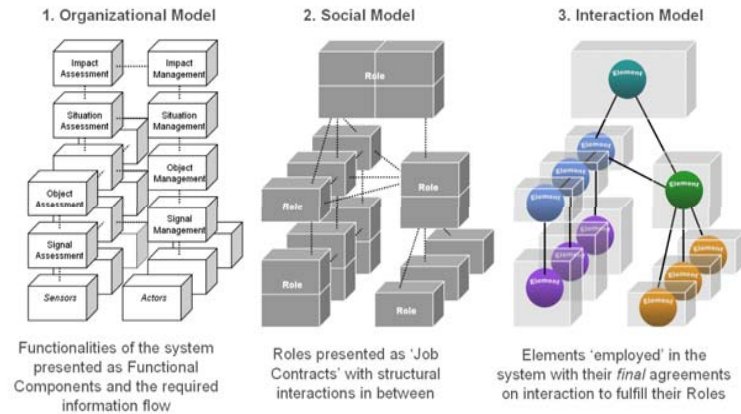 1. Organizational Model
2. Social Model
3. Interaction Model
Impact
Assessment
Impact
Management
Situation
Assessment
Situation
Management
Object
Management
Object
Assessment
Signal
Management
Signal
Assessment
Sensors
Actors
Functionalities of the system
presented as Functional
Components and the required
information flow
Role
Role
Role
Role
Role
Roles presented as 'Job
Contracts' with structural
interactions in between
Element
Element
Element
Element
Element
Element
Element
Element
Element
Element
Element
Elements 'employed' in the
system with their final agreements
on interaction to fulfill their Roles